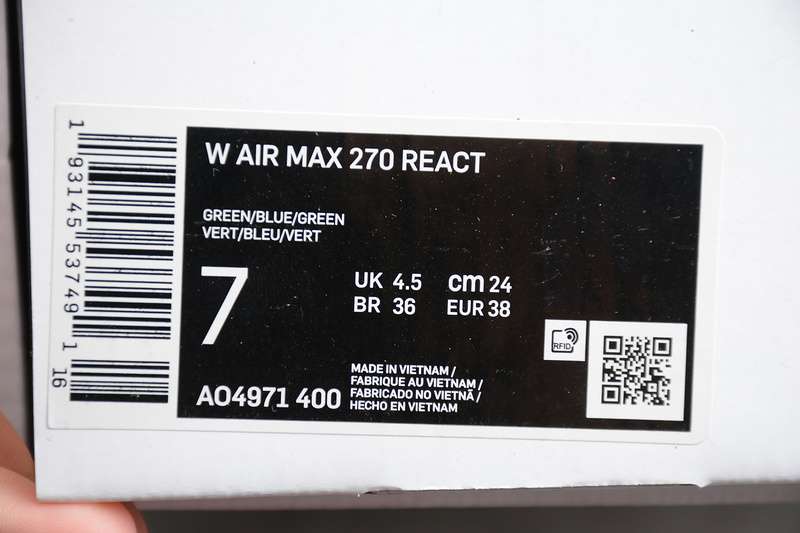 W AIR MAX 270 REACT
GREEN/BLUE/GREEN
VERT/BLEU/VERT
7
UK 4.5 cm 24
BR 36 EUR 38
RFID
AO4971 400
MADE IN VIETNAM /
FABRIQUE AU VIETNAM /
FABRICADO NO VIETNÃ /
HECHO EN VIETNAM
1 93145 53749 1
16